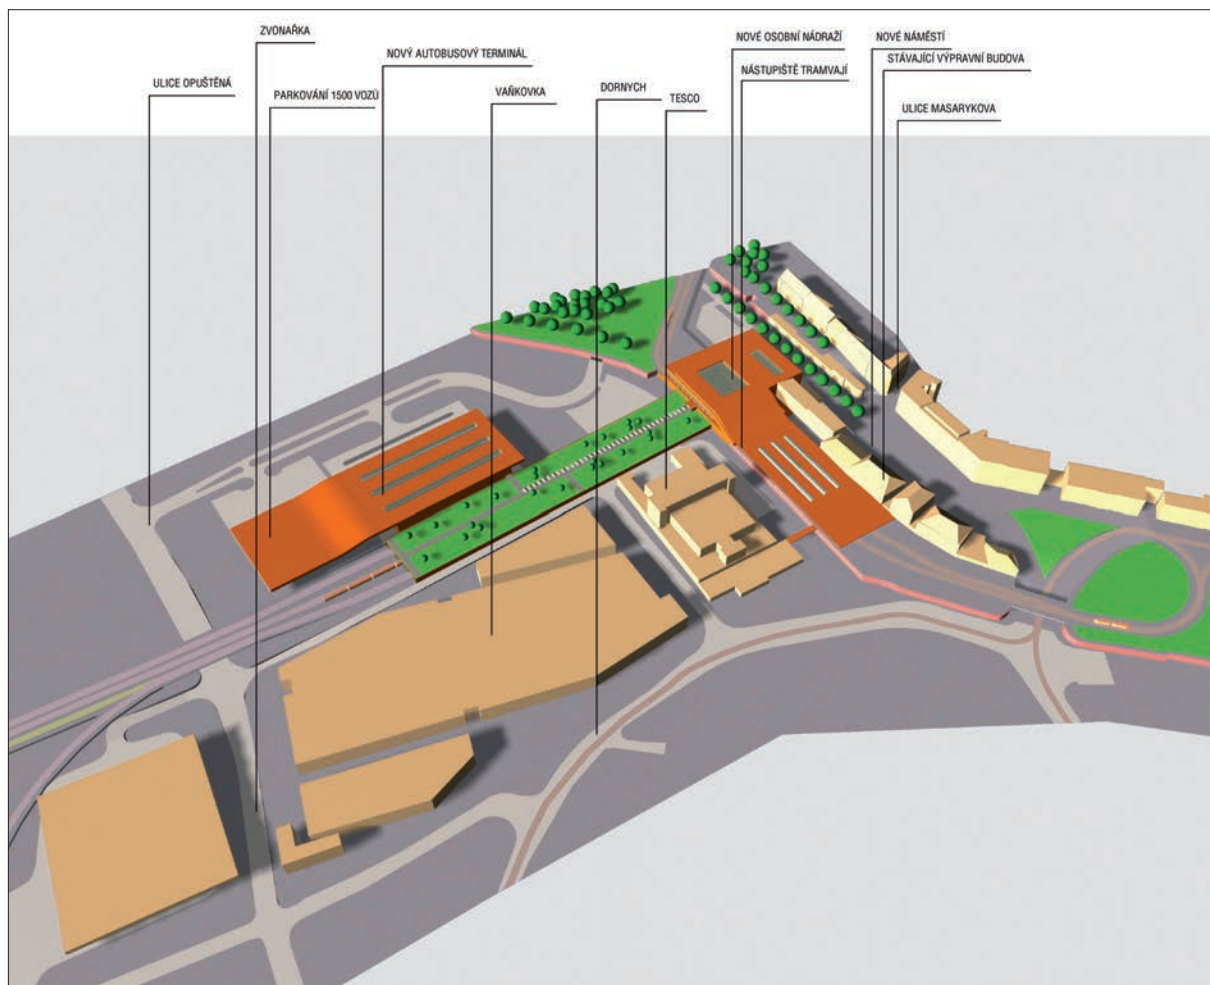 ZVONAŘKA
NOVÉ OSOBNÍ NÁDRAŽÍ
NOVÉ NÁMĚSTÍ
NOVÝ AUTOBUSOVÝ TERMINÁL
STÁVAJÍCÍ VÝPRAVNÍ BUDOVA
ULICE OPUŠTĚNÁ
NÁSTUPIŠTĚ TRAMVAJÍ
PARKOVÁNÍ 1500 VOZŮ
VAŇKOVKA
DORNYCH
TESCO
ULICE MASARYKOVA